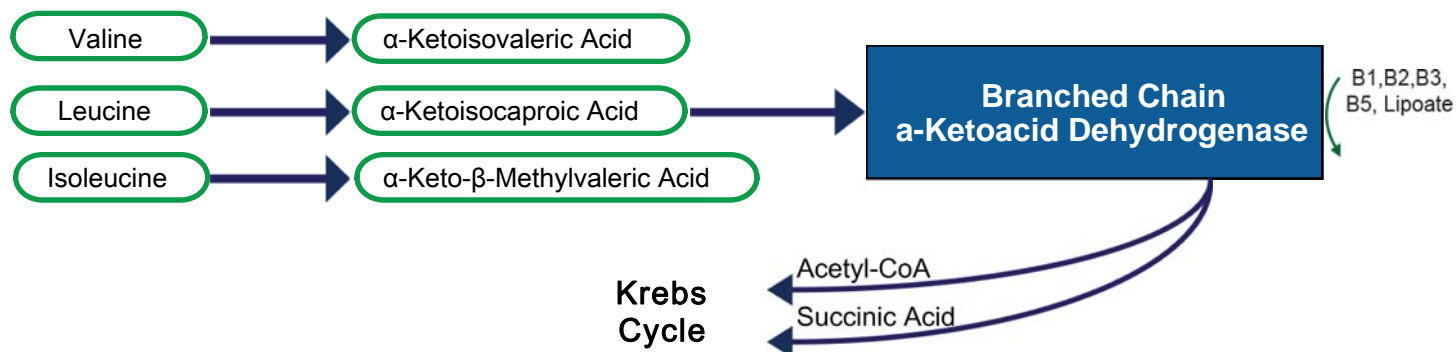 Valine
α-Ketoisovaleric Acid
Leucine
α-Ketoisocaproic Acid
Isoleucine
α-Keto-β-Methylvaleric Acid
Branched Chain
a-Ketoacid Dehydrogenase
B1,B2,B3,
B5, Lipoate
Acetyl-CoA
Succinic Acid
Krebs
Cycle